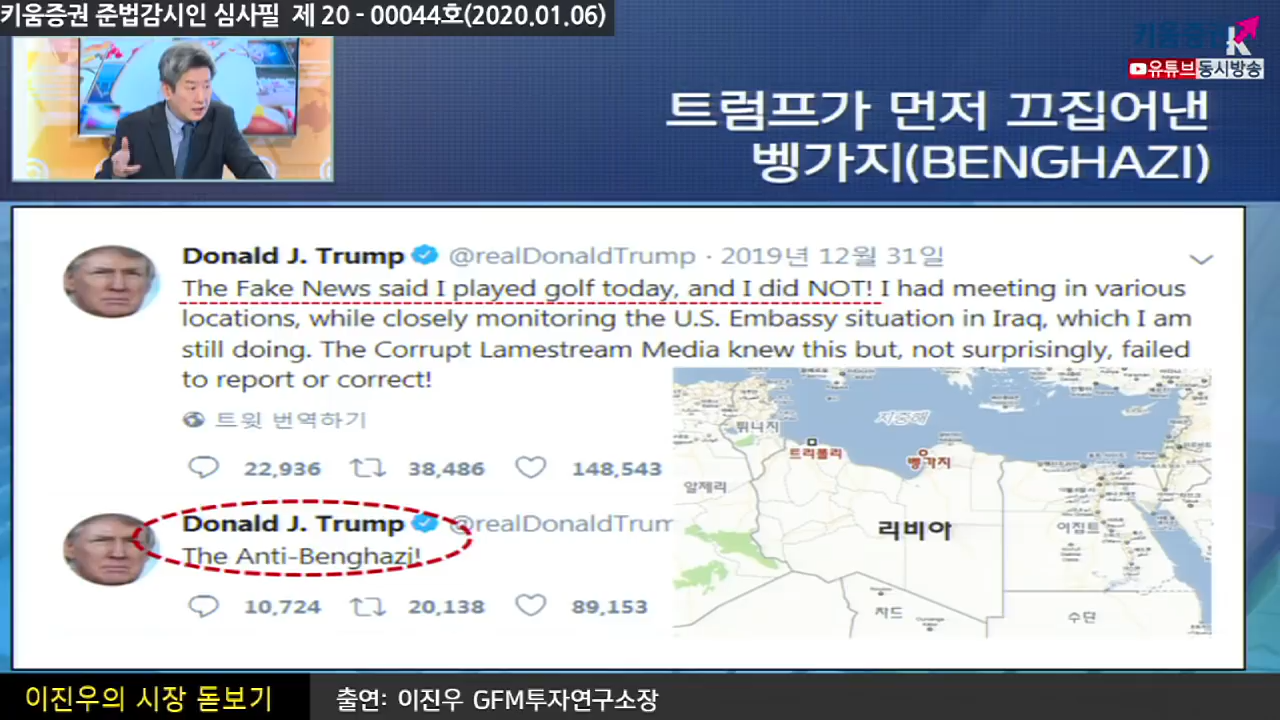 키움증권 준법감시인 심사필 제 20 - 00044호(2020.01.06)
키움증권
유튜브 동시방송
트럼프가 먼저 끄집어낸
벵가지(BENGHAZI)
Donald J. Trump @realDonaldTrump · 2019년 12월 31일
The Fake News said I played golf today, and I did NOT! I had meeting in various
locations, while closely monitoring the U.S. Embassy situation in Iraq, which I am
still doing. The Corrupt Lamestream Media knew this but, not surprisingly, failed
to report or correct!
트윗 번역하기
22,936 38,486 148,543
Donald J. Trump @realDonaldTrum
The Anti-Benghazi!
10,724 20,138 89,153
지중해
튀니지
트리폴리
벵가지
알제리
리비아
이집트
차드
수단
이진우의 시장 돋보기
출연: 이진우 GFM투자연구소장